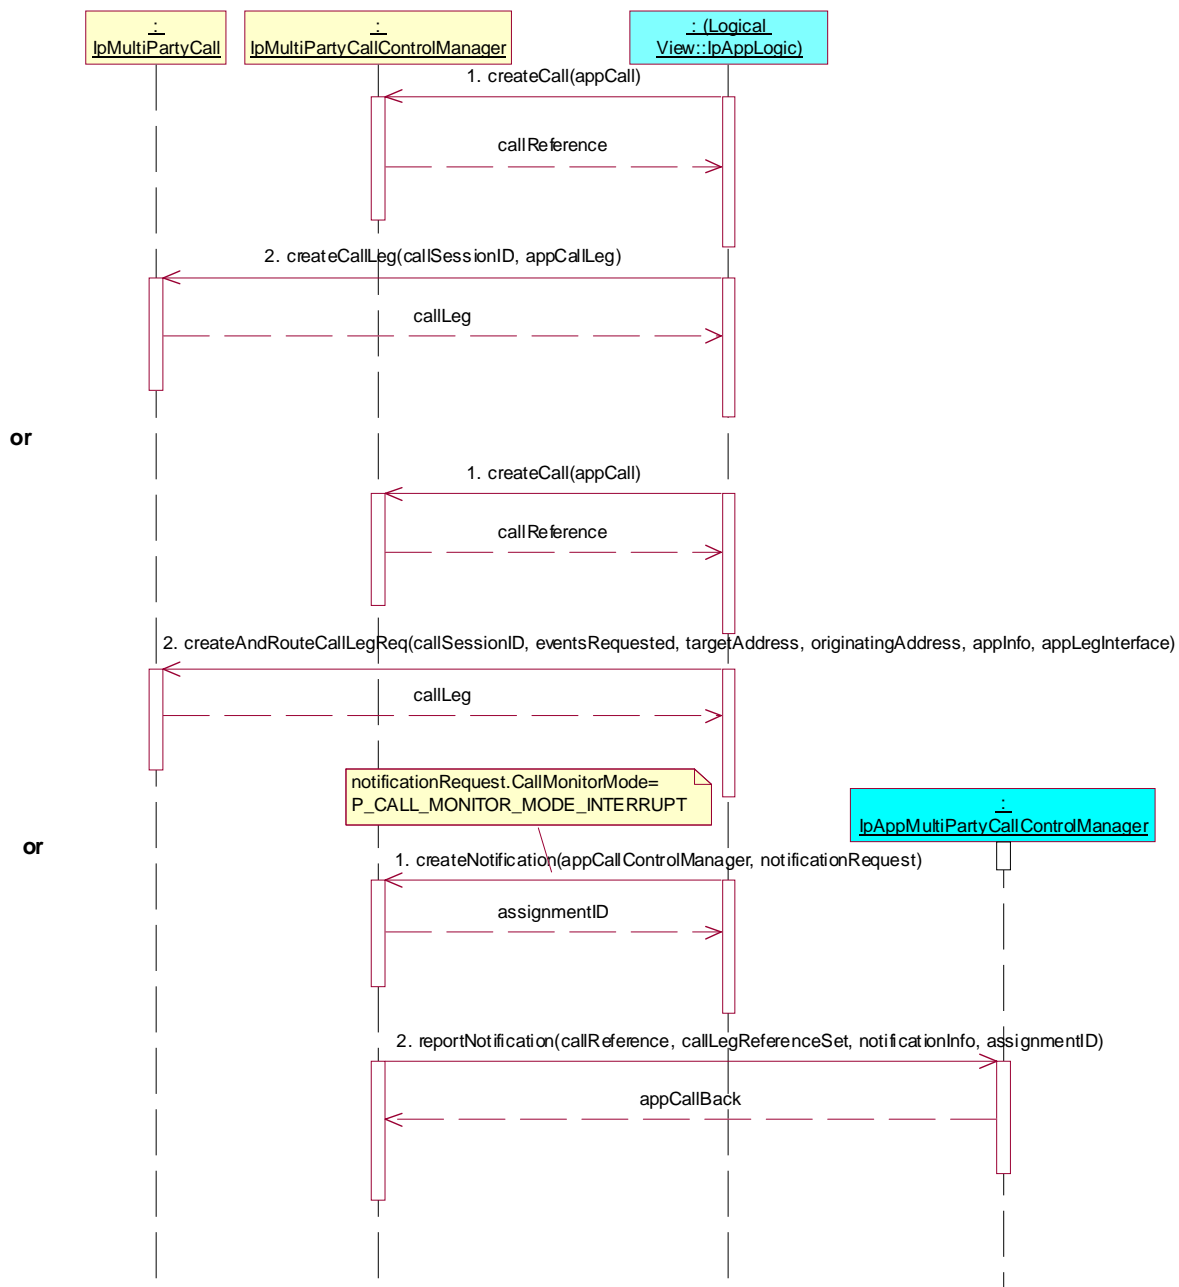 :
IpMultiPartyCall
:
IpMultiPartyCallControlManager
: (Logical
View::IpAppLogic)
1. createCall(appCall)
callReference
2. createCallLeg(callSessionID, appCallLeg)
callLeg
or
1. createCall(appCall)
callReference
2. createAndRouteCallLegReq(callSessionID, eventsRequested, targetAddress, originatingAddress, appInfo, appLegInterface)
callLeg
notificationRequest.CallMonitorMode=
P_CALL_MONITOR_MODE_INTERRUPT
:
IpAppMultiPartyCallControlManager
or
1. createNotification(appCallControlManager, notificationRequest)
assignmentID
2. reportNotification(callReference, callLegReferenceSet, notificationInfo, assignmentID)
appCallBack